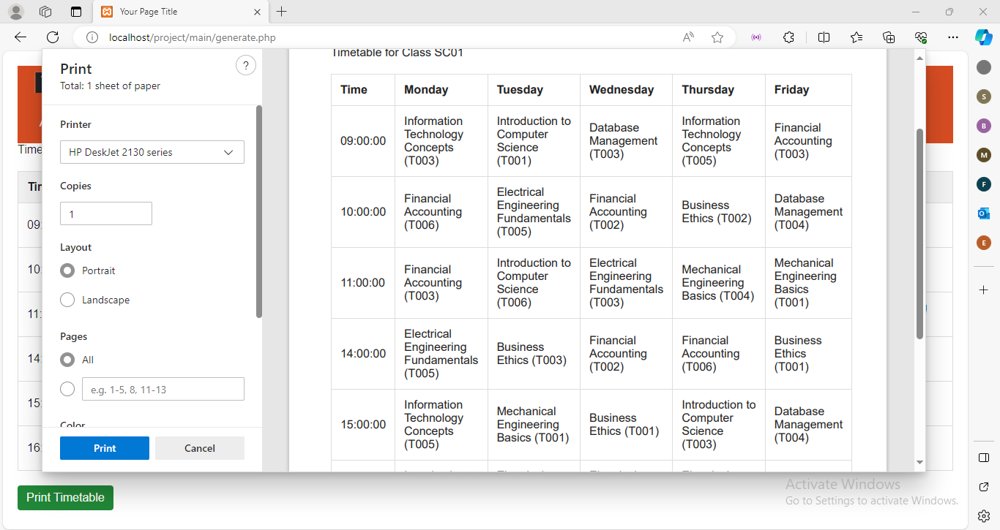 Your Page Title
localhost/project/main/generate.php
A
Print
?
Total: 1 sheet of paper
Printer
HP DeskJet 2130 series
Copies
1
Layout
Portrait
Landscape
Pages
All
e.g. 1-5, 8, 11-13
Color
Print
Cancel
Time
Tir
09:
10:
11:
14:
15:
16:
Print Timetable
Timetable for Class SC01
Time Monday Tuesday Wednesday Thursday Friday
09:00:00
Information
Technology
Concepts
(T003)
Introduction to
Computer
Science
(T001)
Database
Management
(T003)
Information
Technology
Concepts
(T005)
Financial
Accounting
(T003)
10:00:00
Financial
Accounting
(T006)
Electrical
Engineering
Fundamentals
(T005)
Financial
Accounting
(T002)
Business
Ethics (T002)
Database
Management
(T004)
11:00:00
Financial
Accounting
(T003)
Introduction to
Computer
Science
(T006)
Electrical
Engineering
Fundamentals
(T003)
Mechanical
Engineering
Basics (T004)
Mechanical
Engineering
Basics
(T001)
14:00:00
Electrical
Engineering
Fundamentals
(T005)
Business
Ethics (T003)
Financial
Accounting
(T002)
Financial
Accounting
(T006)
Business
Ethics
(T001)
15:00:00
Information
Technology
Concepts
(T005)
Mechanical
Engineering
Basics (T001)
Business
Ethics (T001)
Introduction to
Computer
Science
(T003)
Database
Management
(T004)
S
B
M
F
E
Activate Windows
Go to Settings to activate Windows.